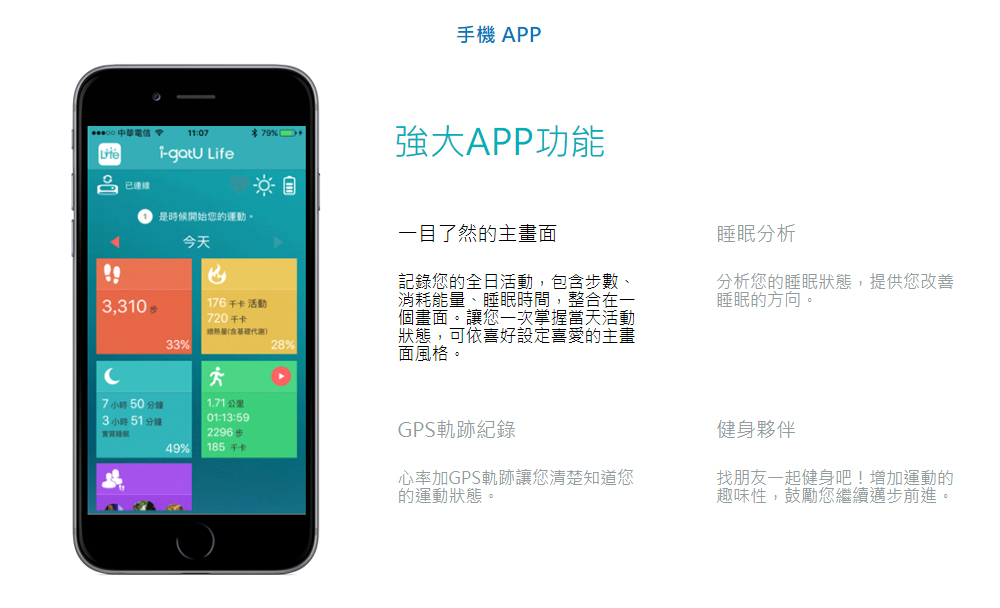 手機 APP
中華電信 11:07 79%
Life i-gotU Life
已連線
1 是時候開始您的運動。
今天
3,310 步
33%
176 千卡 活動
720 千卡
總熱量(含基礎代謝)
28%
7 小時 50 分鐘
3 小時 51 分鐘
實質睡眠
49%
1.71 公里
01:13:59
2296 步
185 千卡
強大APP功能
一目了然的主畫面
記錄您的全日活動，包含步數、
消耗能量、睡眠時間，整合在一
個畫面。讓您一次掌握當天活動
狀態，可依喜好設定喜愛的主畫
面風格。
睡眠分析
分析您的睡眠狀態，提供您改善
睡眠的方向。
GPS軌跡紀錄
心率加GPS軌跡讓您清楚知道您
的運動狀態。
健身夥伴
找朋友一起健身吧！增加運動的
趣味性，鼓勵您繼續邁步前進。